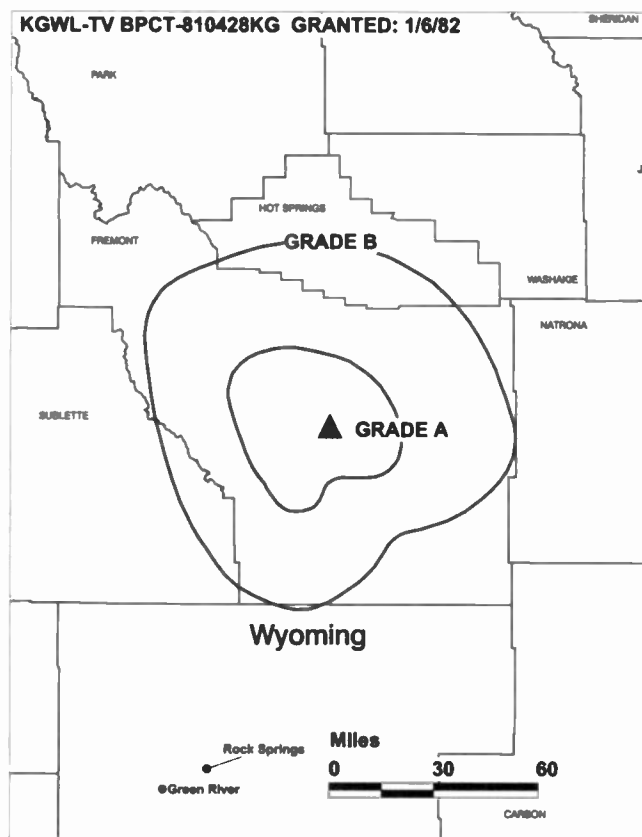 KGWL-TV BPCT-810428KG GRANTED: 1/6/82
SHERIDAN
PARK
HOT SPRINGS
FREMONT
GRADE B
WASHAKIE
NATRONA
SUBLETTE
GRADE A
Wyoming
Rock Springs
Green River
Miles
0 30 60
CARBON